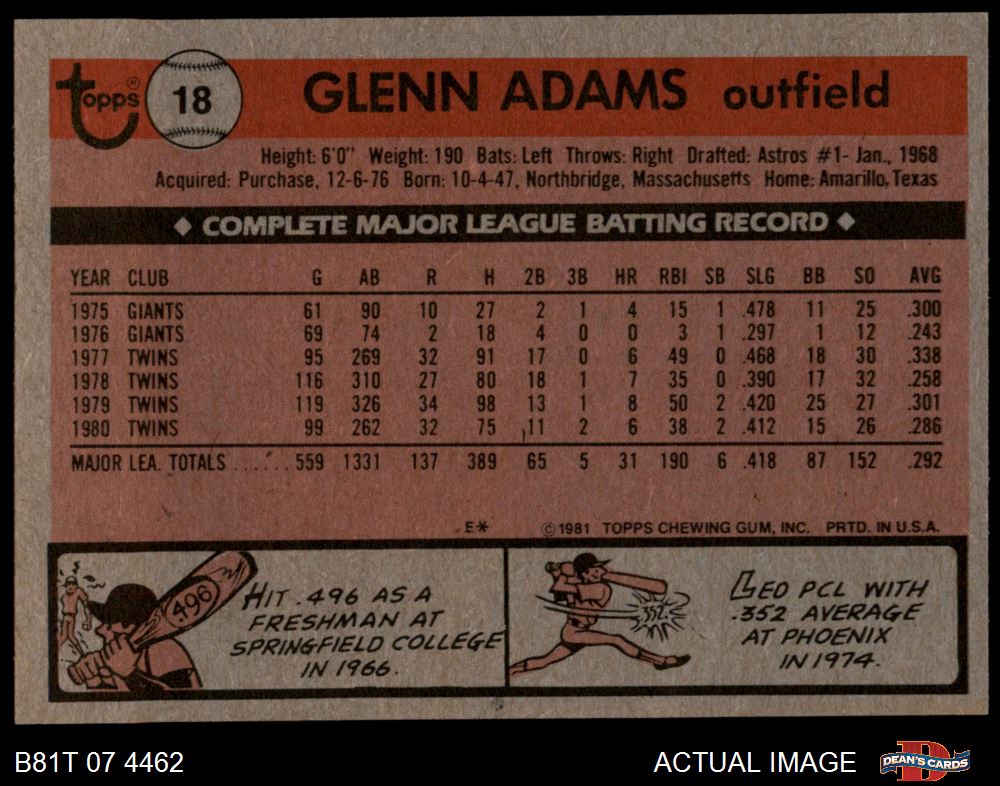 topps® 18 GLENN ADAMS outfield
Height: 6'0" Weight: 190 Bats: Left Throws: Right Drafted: Astros #1- Jan., 1968
Acquired: Purchase, 12-6-76 Born: 10-4-47, Northbridge, Massachusetts Home: Amarillo, Texas
◆ COMPLETE MAJOR LEAGUE BATTING RECORD ◆
YEAR CLUB G AB R H 2B 3B HR RBI SB SLG BB SO AVG
1975 GIANTS 61 90 10 27 2 1 4 15 1 .478 11 25 .300
1976 GIANTS 69 74 2 18 4 0 0 3 1 .297 1 12 .243
1977 TWINS 95 269 32 91 17 0 6 49 0 .468 18 30 .338
1978 TWINS 116 310 27 80 18 1 7 35 0 .390 17 32 .258
1979 TWINS 119 326 34 98 13 1 8 50 2 .420 25 27 .301
1980 TWINS 99 262 32 75 11 2 6 38 2 .412 15 26 .286
MAJOR LEA. TOTALS ...... 559 1331 137 389 65 5 31 190 6 .418 87 152 .292
E* ©1981 TOPPS CHEWING GUM, INC. PRTD. IN U.S.A.
496
HIT .496 AS A
FRESHMAN AT
SPRINGFIELD COLLEGE
IN 1966.
.352
LED PCL WITH
.352 AVERAGE
AT PHOENIX
IN 1974.
B81T 07 4462 ACTUAL IMAGE D DEAN'S CARDS